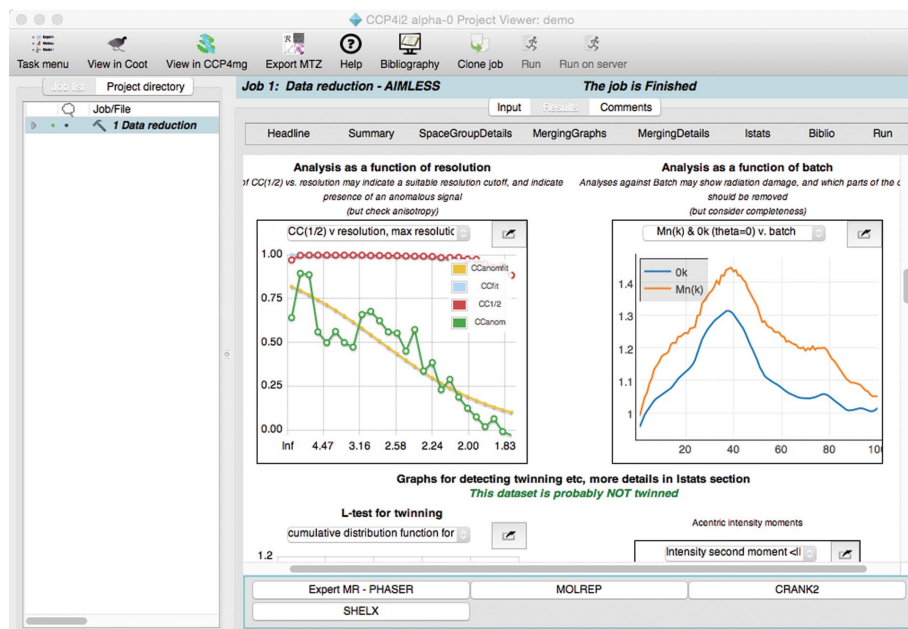 CCP4i2 alpha-0 Project Viewer: demo
Task menu View in Coot View in CCP4mg Export MTZ Help Bibliography Clone job Run Run on server
Job list Project directory
Job/File
1 Data reduction
Job 1: Data reduction - AIMLESS The job is Finished
Input Results Comments
Headline Summary SpaceGroupDetails MergingGraphs MergingDetails Istats Biblio Run
Analysis as a function of resolution
of CC(1/2) vs. resolution may indicate a suitable resolution cutoff, and indicate
presence of an anomalous signal
(but check anisotropy)
CC(1/2) v resolution, max resolutic
1.00
0.75
0.50
0.25
0.00
CCanomfit
CCfit
CC1/2
CCanom
Inf 4.47 3.16 2.58 2.24 2.00 1.83
Analysis as a function of batch
Analyses against Batch may show radiation damage, and which parts of the c
should be removed
(but consider completeness)
Mn(k) & 0k (theta=0) v. batch
0k
Mn(k)
1.4
1.3
1.2
1.1
1
20 40 60 80 100
Graphs for detecting twinning etc, more details in Istats section
This dataset is probably NOT twinned
L-test for twinning
cumulative distribution function for
1.2
Acentric intensity moments
Intensity second moment <II
Expert MR - PHASER MOLREP CRANK2
SHELX